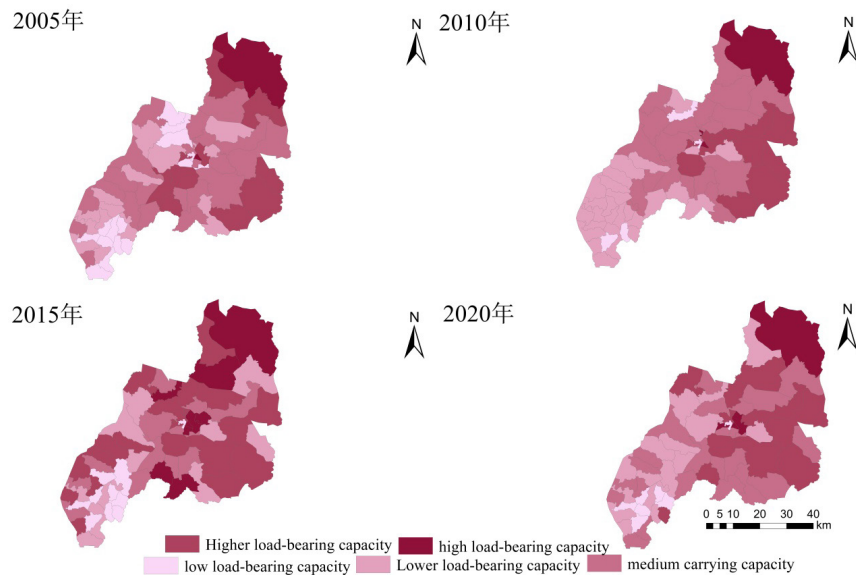 2005年
N
2010年
N
2015年
N
2020年
N
0 5 10 20 30 40
km
Higher load-bearing capacity
high load-bearing capacity
low load-bearing capacity
Lower load-bearing capacity
medium carrying capacity